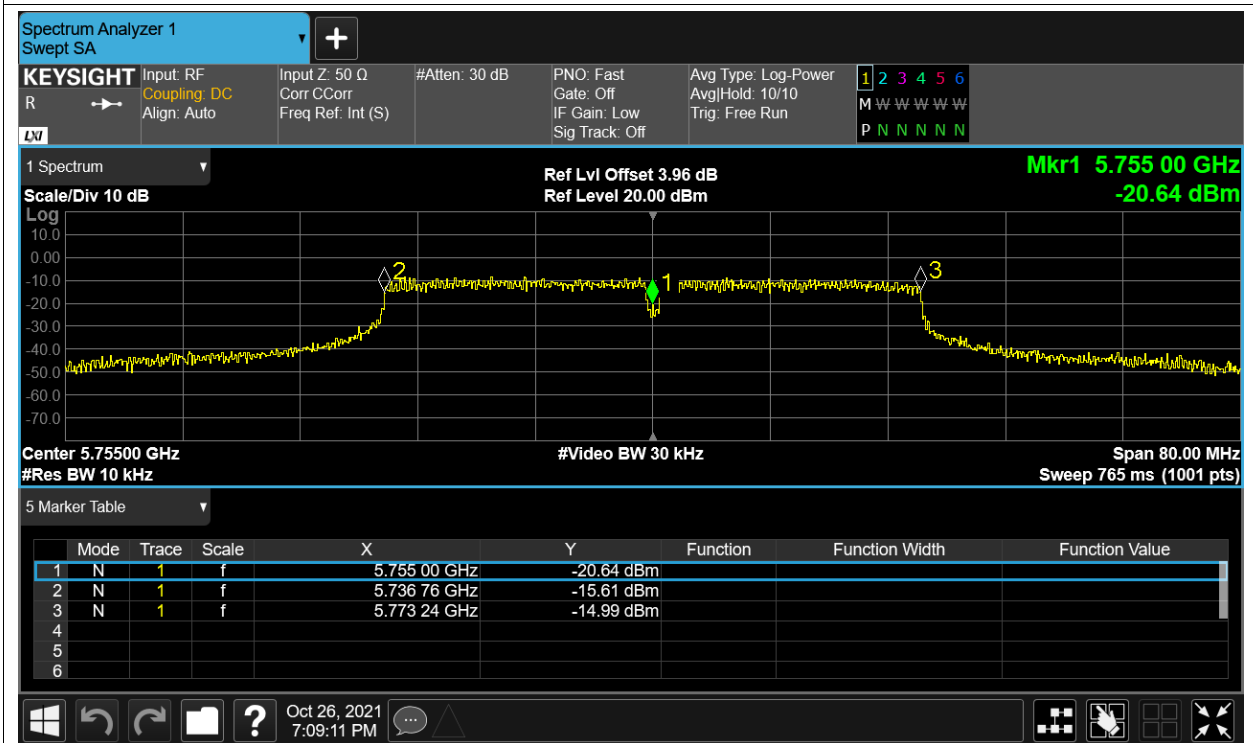 Spectrum Analyzer 1
Swept SA
KEYSIGHT
R
LXI
Input: RF
Coupling: DC
Align: Auto
Input Z: 50 Ω
Corr CCorr
Freq Ref: Int (S)
#Atten: 30 dB
PNO: Fast
Gate: Off
IF Gain: Low
Sig Track: Off
Avg Type: Log-Power
Avg|Hold: 10/10
Trig: Free Run
1 2 3 4 5 6
M W W W W W
P N N N N N
1 Spectrum
Scale/Div 10 dB
Ref Lvl Offset 3.96 dB
Ref Level 20.00 dBm
Mkr1 5.755 00 GHz
-20.64 dBm
Log
10.0
0.00
-10.0
-20.0
-30.0
-40.0
-50.0
-60.0
-70.0
2
1
3
Center 5.75500 GHz
#Video BW 30 kHz
Span 80.00 MHz
#Res BW 10 kHz
Sweep 765 ms (1001 pts)
5 Marker Table
Mode Trace Scale X Y Function Function Width Function Value
1 N 1 f 5.755 00 GHz -20.64 dBm
2 N 1 f 5.736 76 GHz -15.61 dBm
3 N 1 f 5.773 24 GHz -14.99 dBm
4
5
6
?
Oct 26, 2021
7:09:11 PM